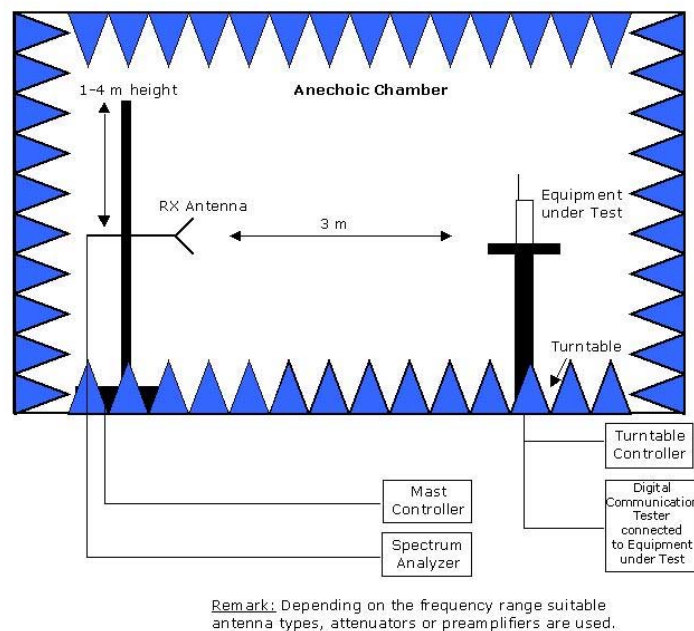 1-4 m height
Anechoic Chamber
RX Antenna
Equipment
under Test
3 m
Turntable
Turntable
Controller
Mast
Controller
Digital
Communication
Tester
connected
to Equipment
under Test
Spectrum
Analyzer
Remark: Depending on the frequency range suitable
antenna types, attenuators or preamplifiers are used.